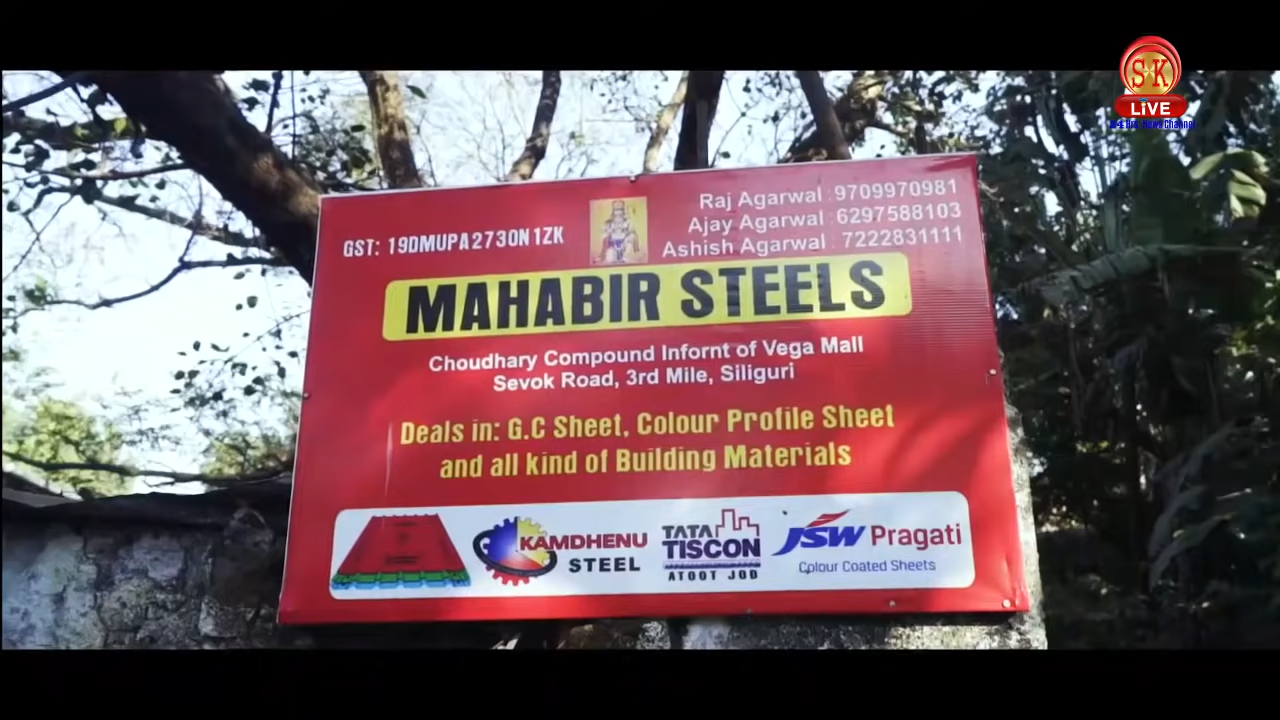 SK
LiVE
GST: 19DMUPA2730N1ZK
Raj Agarwal : 9709970981
Ajay Agarwal : 6297588103
Ashish Agarwal : 7222831111
MAHABIR STEELS
Choudhary Compound Infornt of Vega Mall
Sevok Road, 3rd Mile, Siliguri
Deals in: G.C Sheet, Colour Profile Sheet
and all kind of Building Materials
KAMDHENU
STEEL
TATA
TISCON
ATOOT JOD
JSW Pragati
Colour Coated Sheets